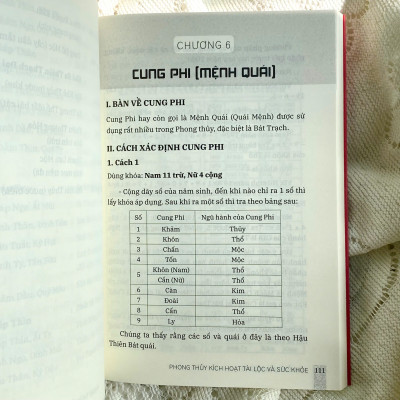 CHƯƠNG 6
CUNG PHI (MỆNH QUÁI)
I. BÀN VỀ CUNG PHI
Cung Phi hay còn gọi là Mệnh Quái (Quái Mệnh) được sử
dụng rất nhiều trong Phong thủy, đặc biệt là Bát Trạch.
II. CÁCH XÁC ĐỊNH CUNG PHI
1. Cách 1
Dùng khóa: Nam 11 trừ, Nữ 4 cộng
- Cộng dãy số của năm sinh, đến khi nào chỉ ra 1 số thì
lấy khóa áp dụng. Sau khi ra một số thì tra theo bảng sau:
Số Cung Phi Ngũ hành của Cung Phi
1 Khảm Thủy
2 Khôn Thổ
3 Chấn Mộc
4 Tốn Mộc
5 Khôn (Nam) Thổ
Cấn (Nữ) Thổ
6 Càn Kim
7 Đoài Kim
8 Cấn Thổ
9 Ly Hỏa
Chúng ta thấy rằng các số và quái ở đây là theo Hậu
Thiên Bát quái.
PHONG THỦY KÍCH HOẠT TÀI LỘC VÀ SỨC KHỎE 111